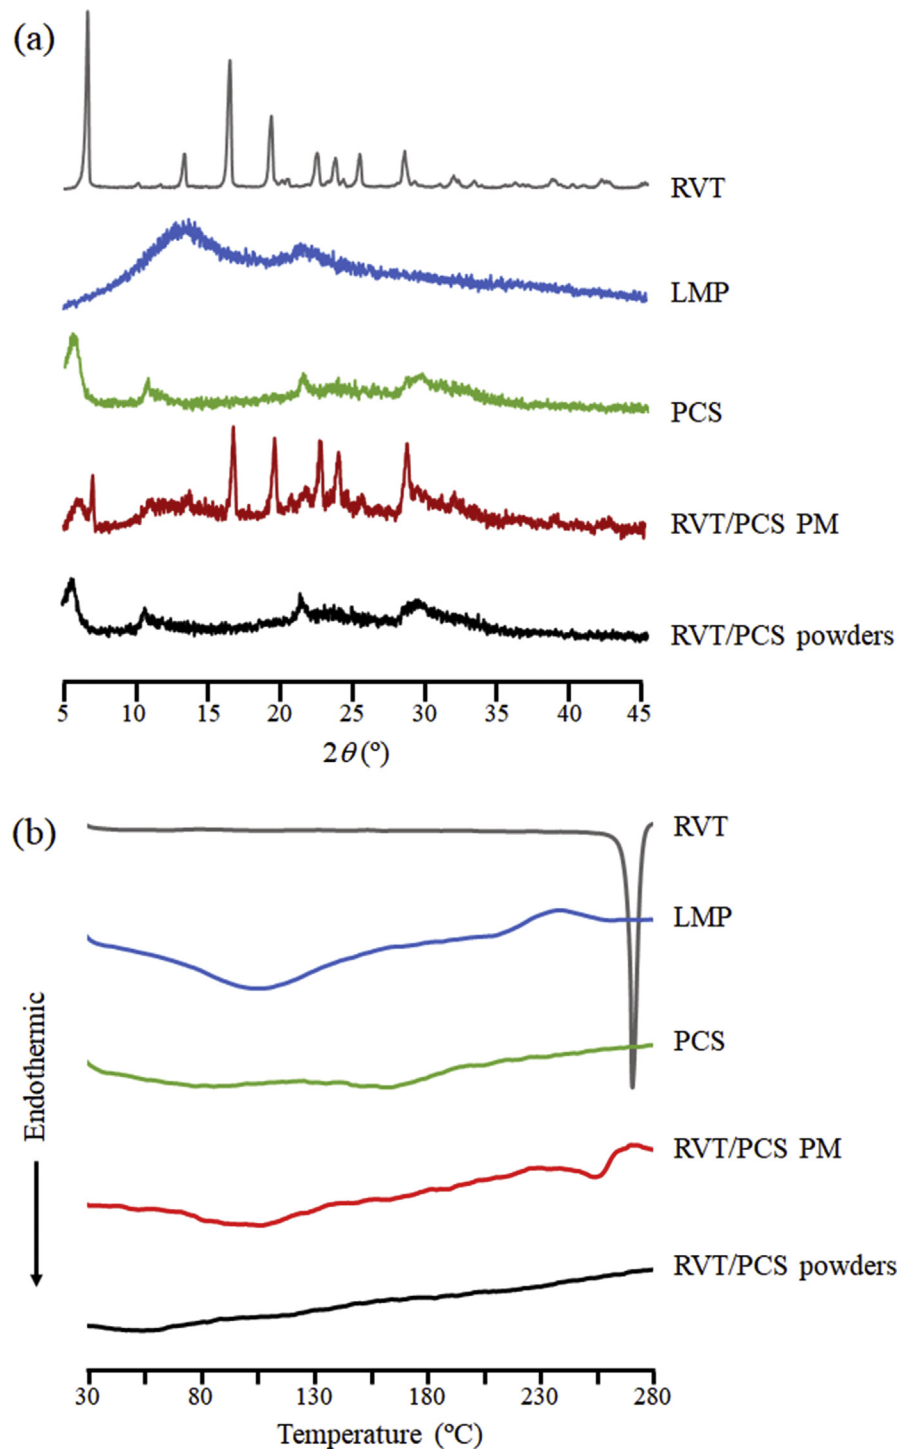 (a)
RVT
LMP
PCS
RVT/PCS PM
RVT/PCS powders
5 10 15 20 25 30 35 40 45
2θ (º)
(b)
RVT
LMP
PCS
Endothermic
RVT/PCS PM
RVT/PCS powders
30 80 130 180 230 280
Temperature (ºC)